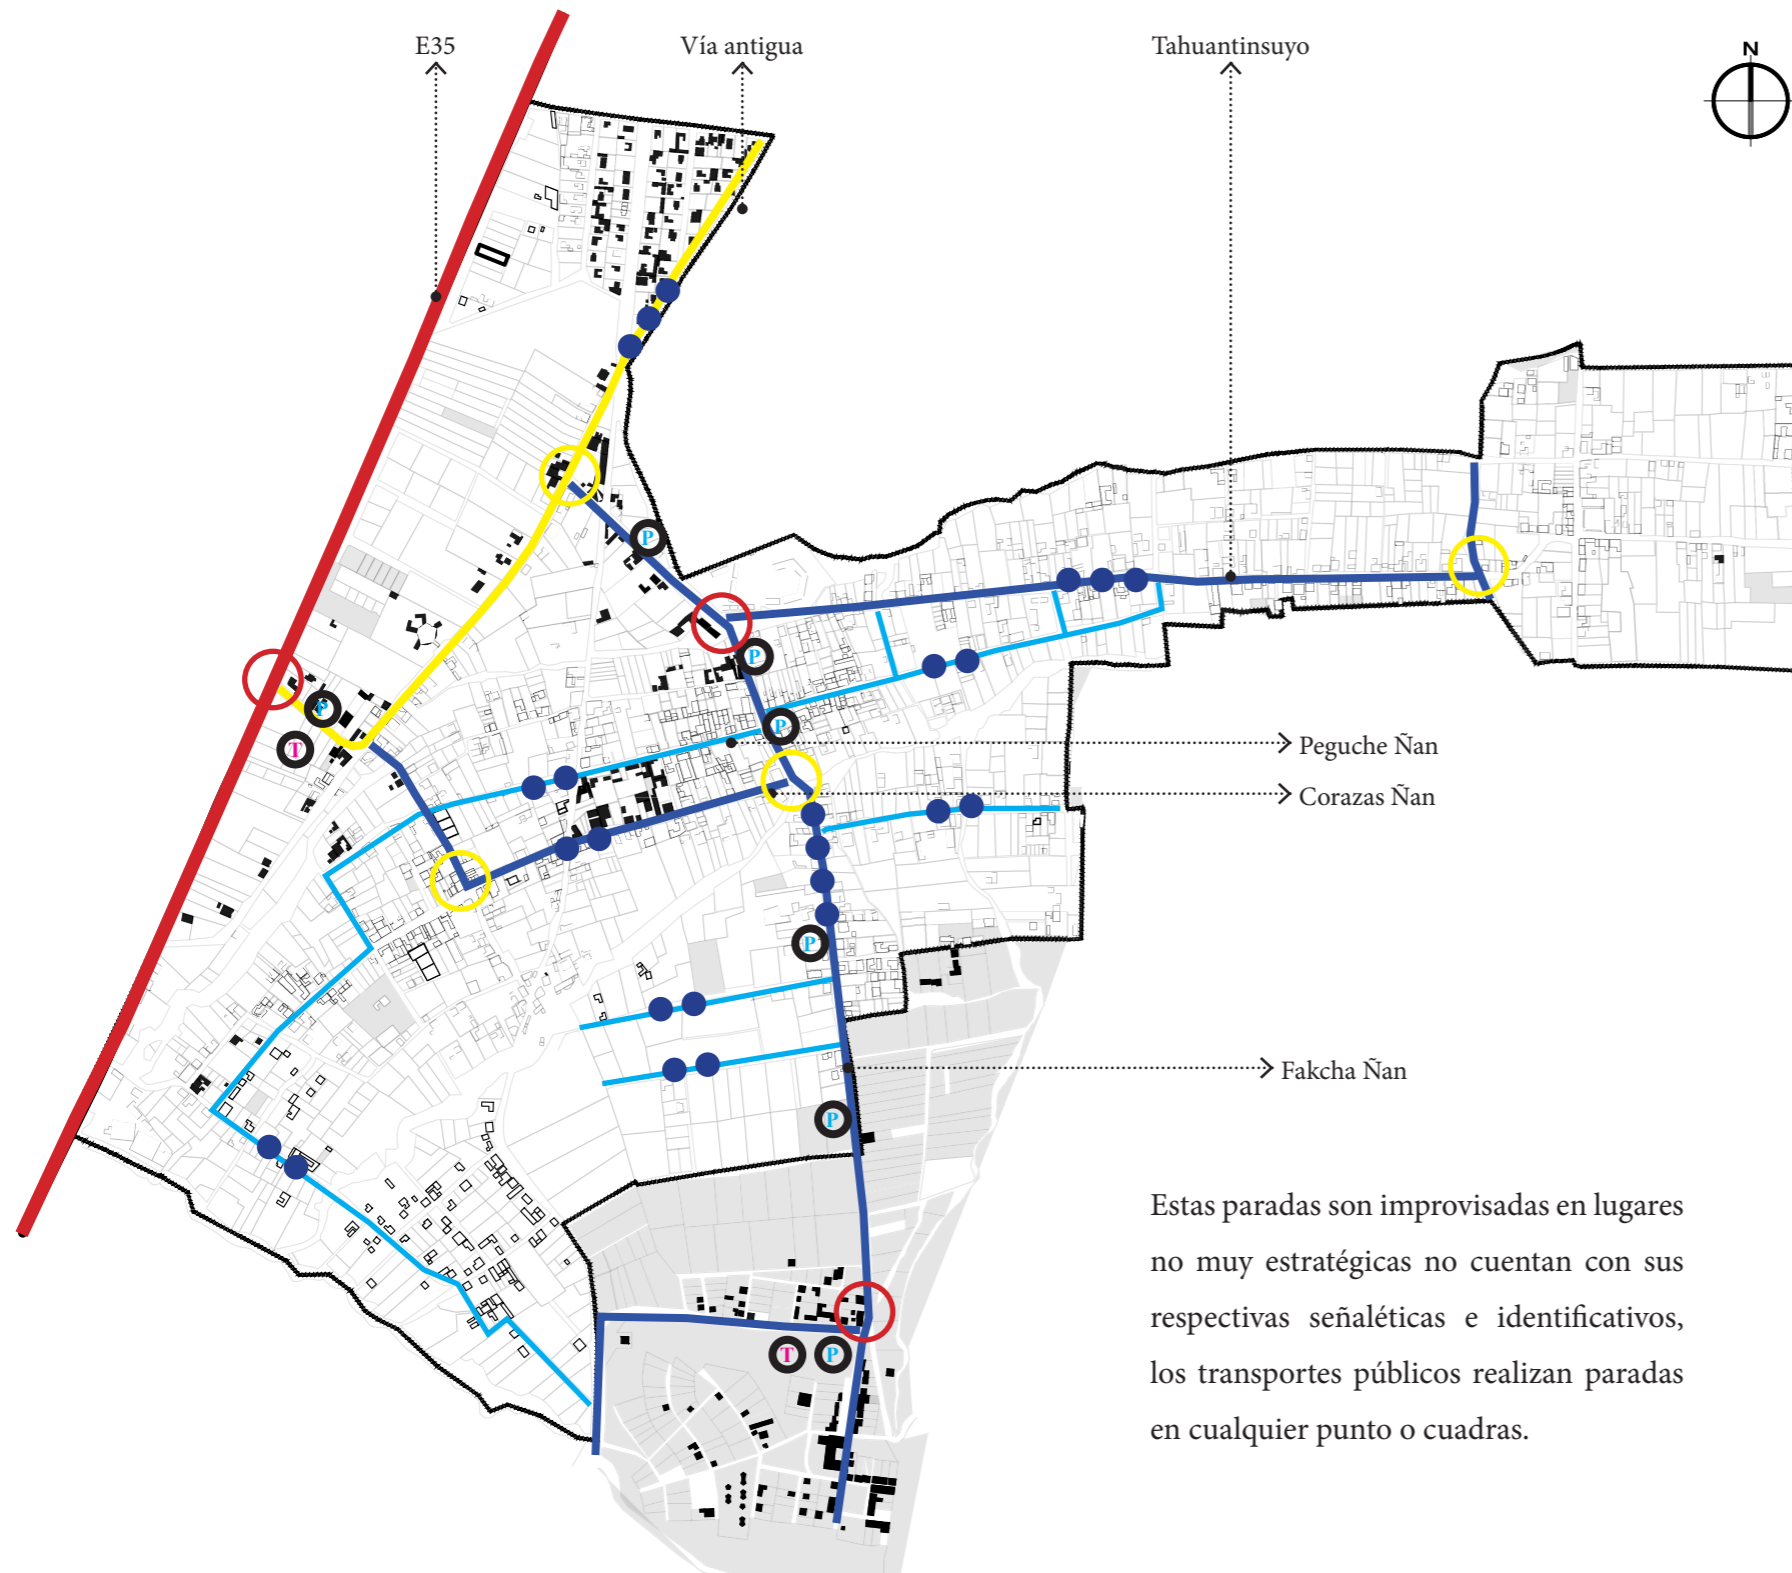 E35
Vía antigua
Tahuantinsuyo
N
P
P
P
P
T
Peguche Ñan
Corazas Ñan
P
Fakcha Ñan
P
Estas paradas son improvisadas en lugares
no muy estratégicas no cuentan con sus
respectivas señaléticas e identificativos,
los transportes públicos realizan paradas
en cualquier punto o cuadras.
T
P